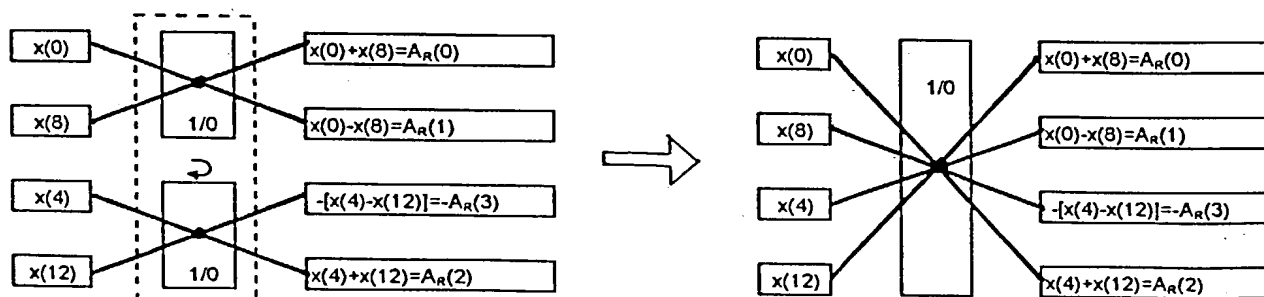 x(0)
x(8)
x(4)
x(12)
1/0
1/0
x(0)+x(8)=A_R(0)
x(0)-x(8)=A_R(1)
-[x(4)-x(12)]=-A_R(3)
x(4)+x(12)=A_R(2)
x(0)
x(8)
x(4)
x(12)
1/0
x(0)+x(8)=A_R(0)
x(0)-x(8)=A_R(1)
-[x(4)-x(12)]=-A_R(3)
x(4)+x(12)=A_R(2)